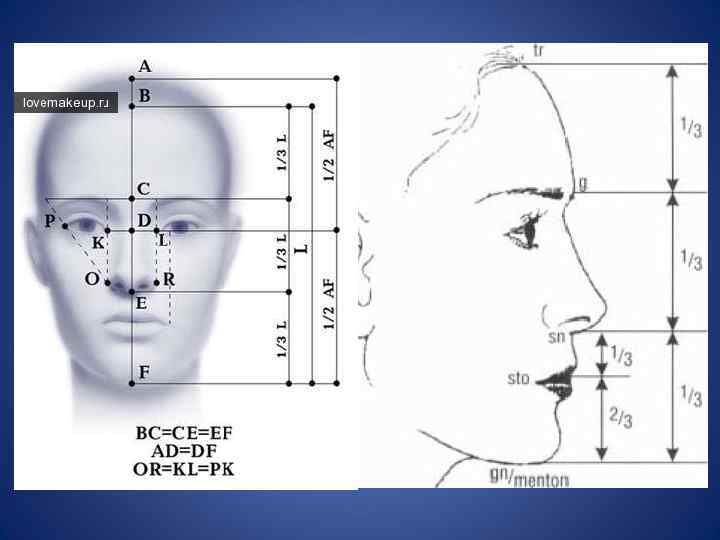 lovemakeup.ru
A
B
C
P
D
K
L
O
R
E
F
1/3 L
1/3 L
1/3 L
L
1/2 AF
1/2 AF
BC=CE=EF
AD=DF
OR=KL=PK
tr
g
sn
sto
gn/menton
1/3
1/3
1/3
1/3
2/3